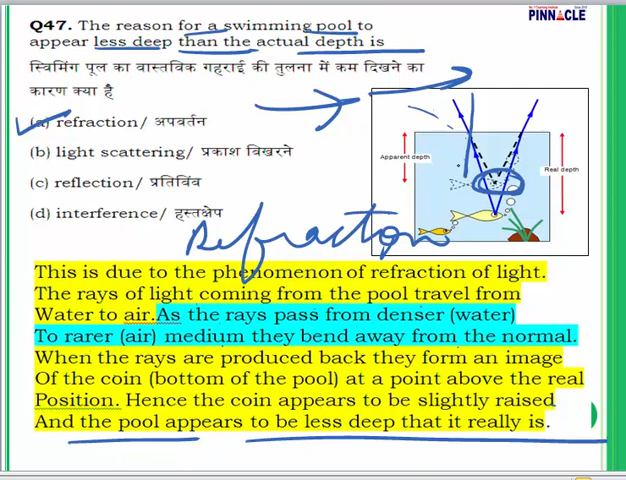 Q47. The reason for a swimming pool to
appear less deep than the actual depth is
स्विमिंग पूल का वास्तविक गहराई की तुलना में कम दिखने का
कारण क्या है
(a) refraction/ अपवर्तन
(b) light scattering/ प्रकाश बिखरने
(c) reflection/ प्रतिविंव
(d) interference/ हस्तक्षेप
PINNACLE
Apparent depth
Real depth
Refraction
This is due to the phenomenon of refraction of light.
The rays of light coming from the pool travel from
Water to air.As the rays pass from denser (water)
To rarer (air) medium they bend away from the normal.
When the rays are produced back they form an image
Of the coin (bottom of the pool) at a point above the real
Position. Hence the coin appears to be slightly raised
And the pool appears to be less deep that it really is.